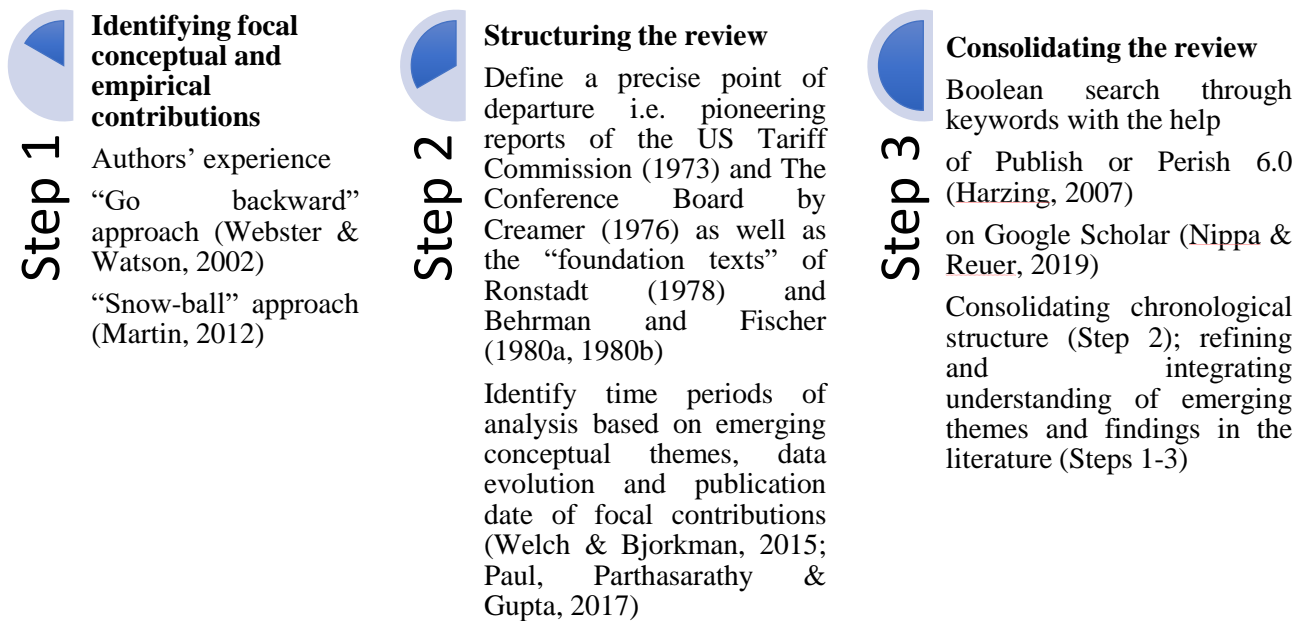 Step 1
Identifying focal
conceptual and
empirical
contributions
Authors’ experience
“Go backward”
approach (Webster &
Watson, 2002)
“Snow-ball” approach
(Martin, 2012)
Step 2
Structuring the review
Define a precise point of
departure i.e. pioneering
reports of the US Tariff
Commission (1973) and The
Conference Board by
Creamer (1976) as well as
the “foundation texts” of
Ronstadt (1978) and
Behrman and Fischer
(1980a, 1980b)
Identify time periods of
analysis based on emerging
conceptual themes, data
evolution and publication
date of focal contributions
(Welch & Bjorkman, 2015;
Paul, Parthasarathy &
Gupta, 2017)
Step 3
Consolidating the review
Boolean search through
keywords with the help
of Publish or Perish 6.0
(Harzing, 2007)
on Google Scholar (Nippa &
Reuer, 2019)
Consolidating chronological
structure (Step 2); refining
and integrating
understanding of emerging
themes and findings in the
literature (Steps 1-3)